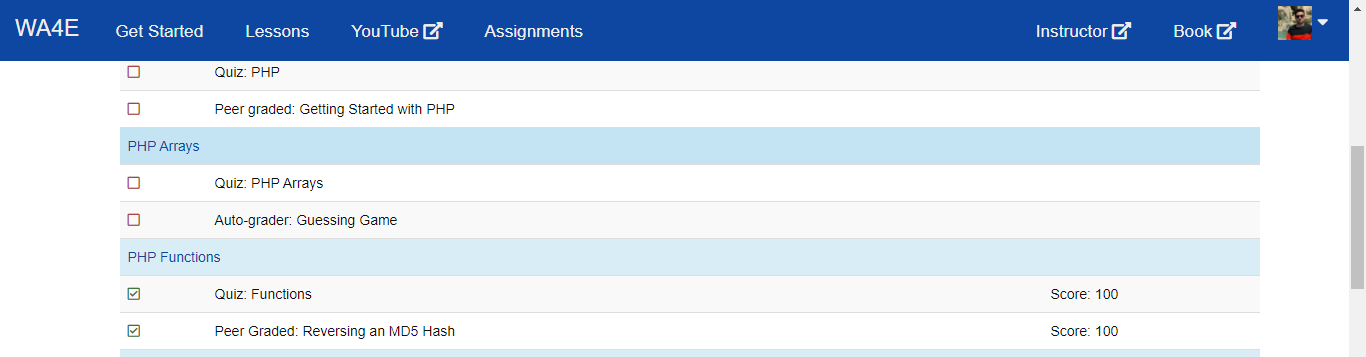 WA4E Get Started Lessons YouTube Assignments Instructor Book
Quiz: PHP
Peer graded: Getting Started with PHP
PHP Arrays
Quiz: PHP Arrays
Auto-grader: Guessing Game
PHP Functions
Quiz: Functions Score: 100
Peer Graded: Reversing an MD5 Hash Score: 100